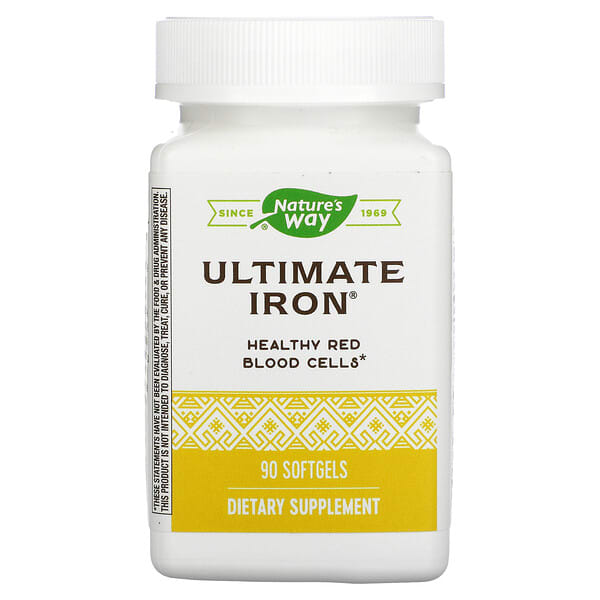 SINCE Nature's Way® 1969
ULTIMATE
IRON®
HEALTHY RED
BLOOD CELLS*
90 SOFTGELS
DIETARY SUPPLEMENT
*THESE STATEMENTS HAVE NOT BEEN EVALUATED BY THE FOOD & DRUG ADMINISTRATION.
THIS PRODUCT IS NOT INTENDED TO DIAGNOSE, TREAT, CURE, OR PREVENT ANY DISEASE.